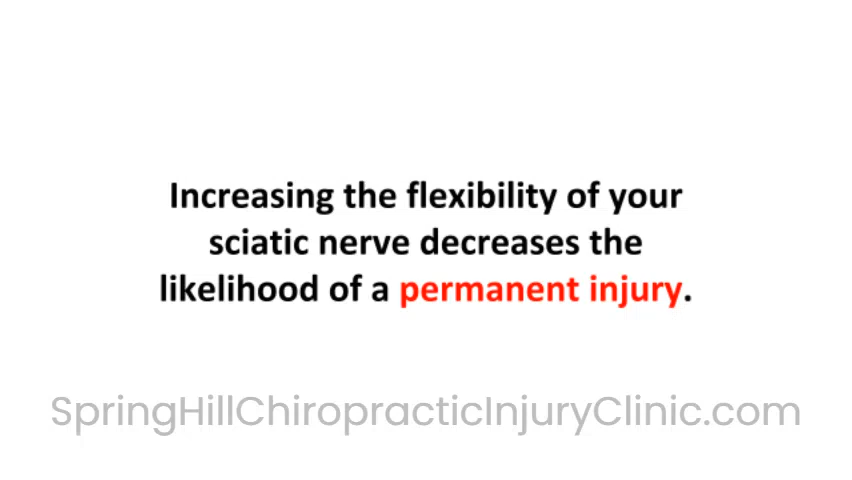 Increasing the flexibility of your
sciatic nerve decreases the
likelihood of a permanent injury.
SpringHillChiropracticInjuryClinic.com